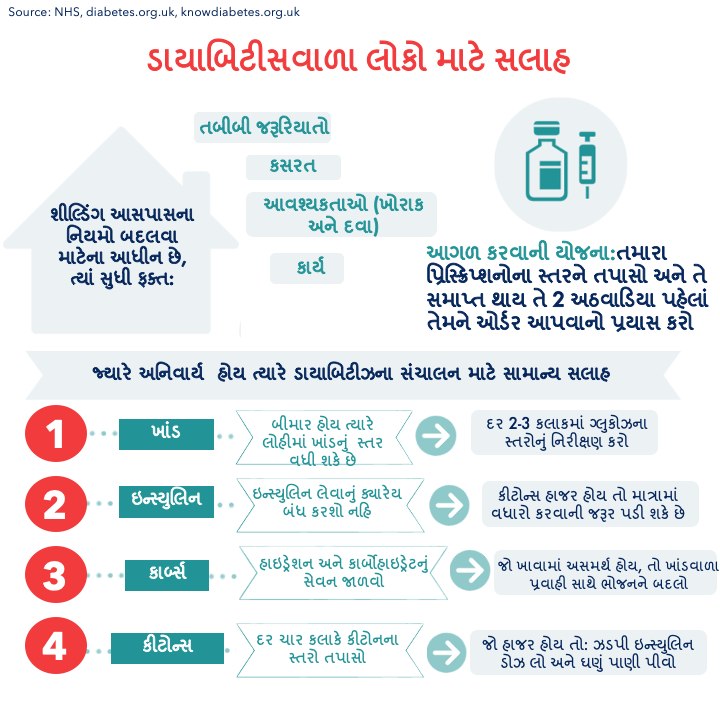 Source: NHS, diabetes.org.uk, knowdiabetes.org.uk
ડાયાબિટીસવાળા લોકો માટે સલાહ
શીલ્ડિંગ આસપાસના
નિયમો બદલવા
માટેના આધીન છે,
ત્યાં સુધી ફક્ત:
તબીબી જરૂરિયાતો
કસરત
આવશ્યકતાઓ (ખોરાક
અને દવા)
કાર્ય
આગળ કરવાની યોજના:તમારા
પ્રિસ્ક્રિપ્શનોના સ્તરને તપાસો અને તે
સમાપ્ત થાય તે 2 અઠવાડિયા પહેલાં
તેમને ઓર્ડર આપવાનો પ્રયાસ કરો
જ્યારે અનિવાર્ય હોય ત્યારે ડાયાબિટીઝના સંચાલન માટે સામાન્ય સલાહ
1
ખાંડ
બીમાર હોય ત્યારે
લોહીમાં ખાંડનું સ્તર
વધી શકે છે
દર 2-3 કલાકમાં ગ્લુકોઝના
સ્તરોનું નિરીક્ષણ કરો
2
ઇન્સ્યુલિન
ઇન્સ્યુલિન લેવાનું ક્યારેય
બંધ કરશો નહિ
કીટોન્સ હાજર હોય તો માત્રામાં
વધારો કરવાની જરૂર પડી શકે છે
3
કાર્બ્સ
હાઇડ્રેશન અને કાર્બોહાઇડ્રેટનું
સેવન જાળવો
જો ખાવામાં અસમર્થ હોય, તો ખાંડવાળા
પ્રવાહી સાથે ભોજનને બદલો
4
કીટોન્સ
દર ચાર કલાકે કીટોનના
સ્તરો તપાસો
જો હાજર હોય તો: ઝડપી ઇન્સ્યુલિન
ડોઝ લો અને ઘણું પાણી પીવો